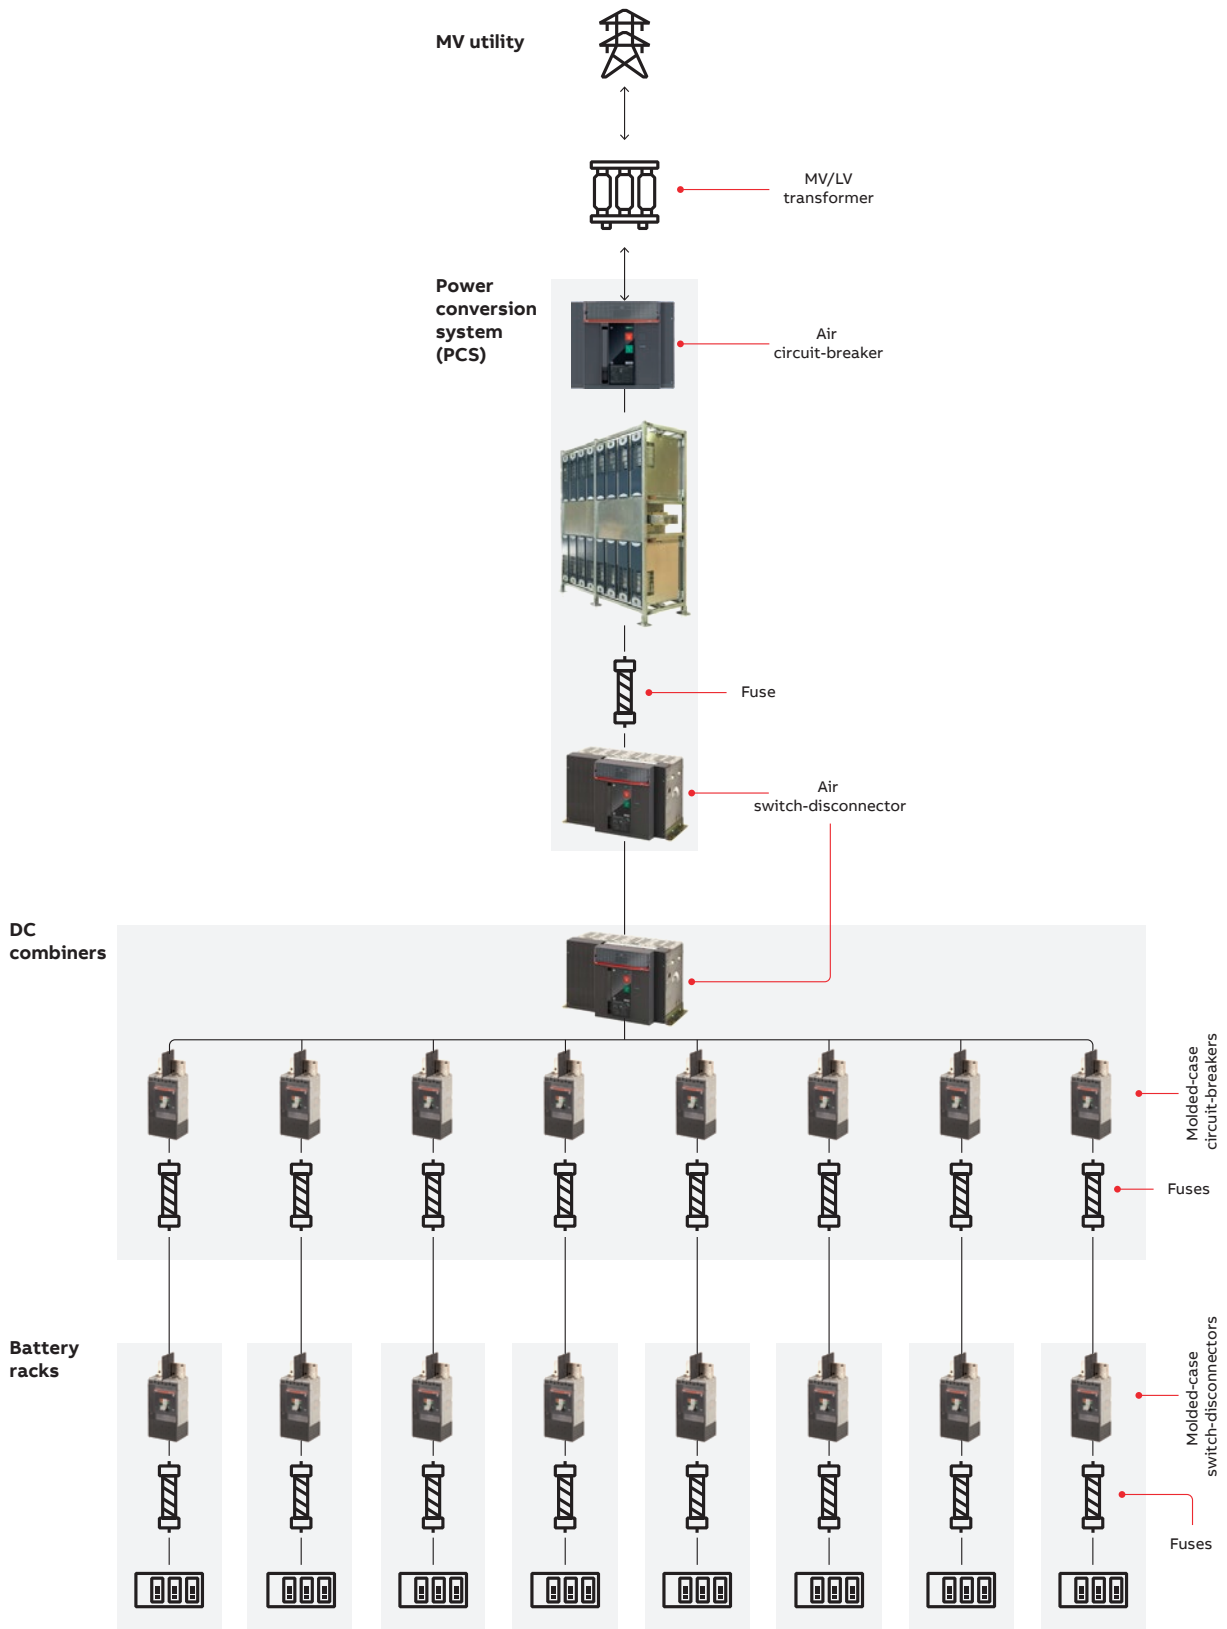 MV utility
MV/LV
transformer
Power
conversion
system
(PCS)
Air
circuit-breaker
Fuse
Air
switch-disconnector
DC
combiners
Molded-case
circuit-breakers
Fuses
Battery
racks
Molded-case
switch-disconnectors
Fuses